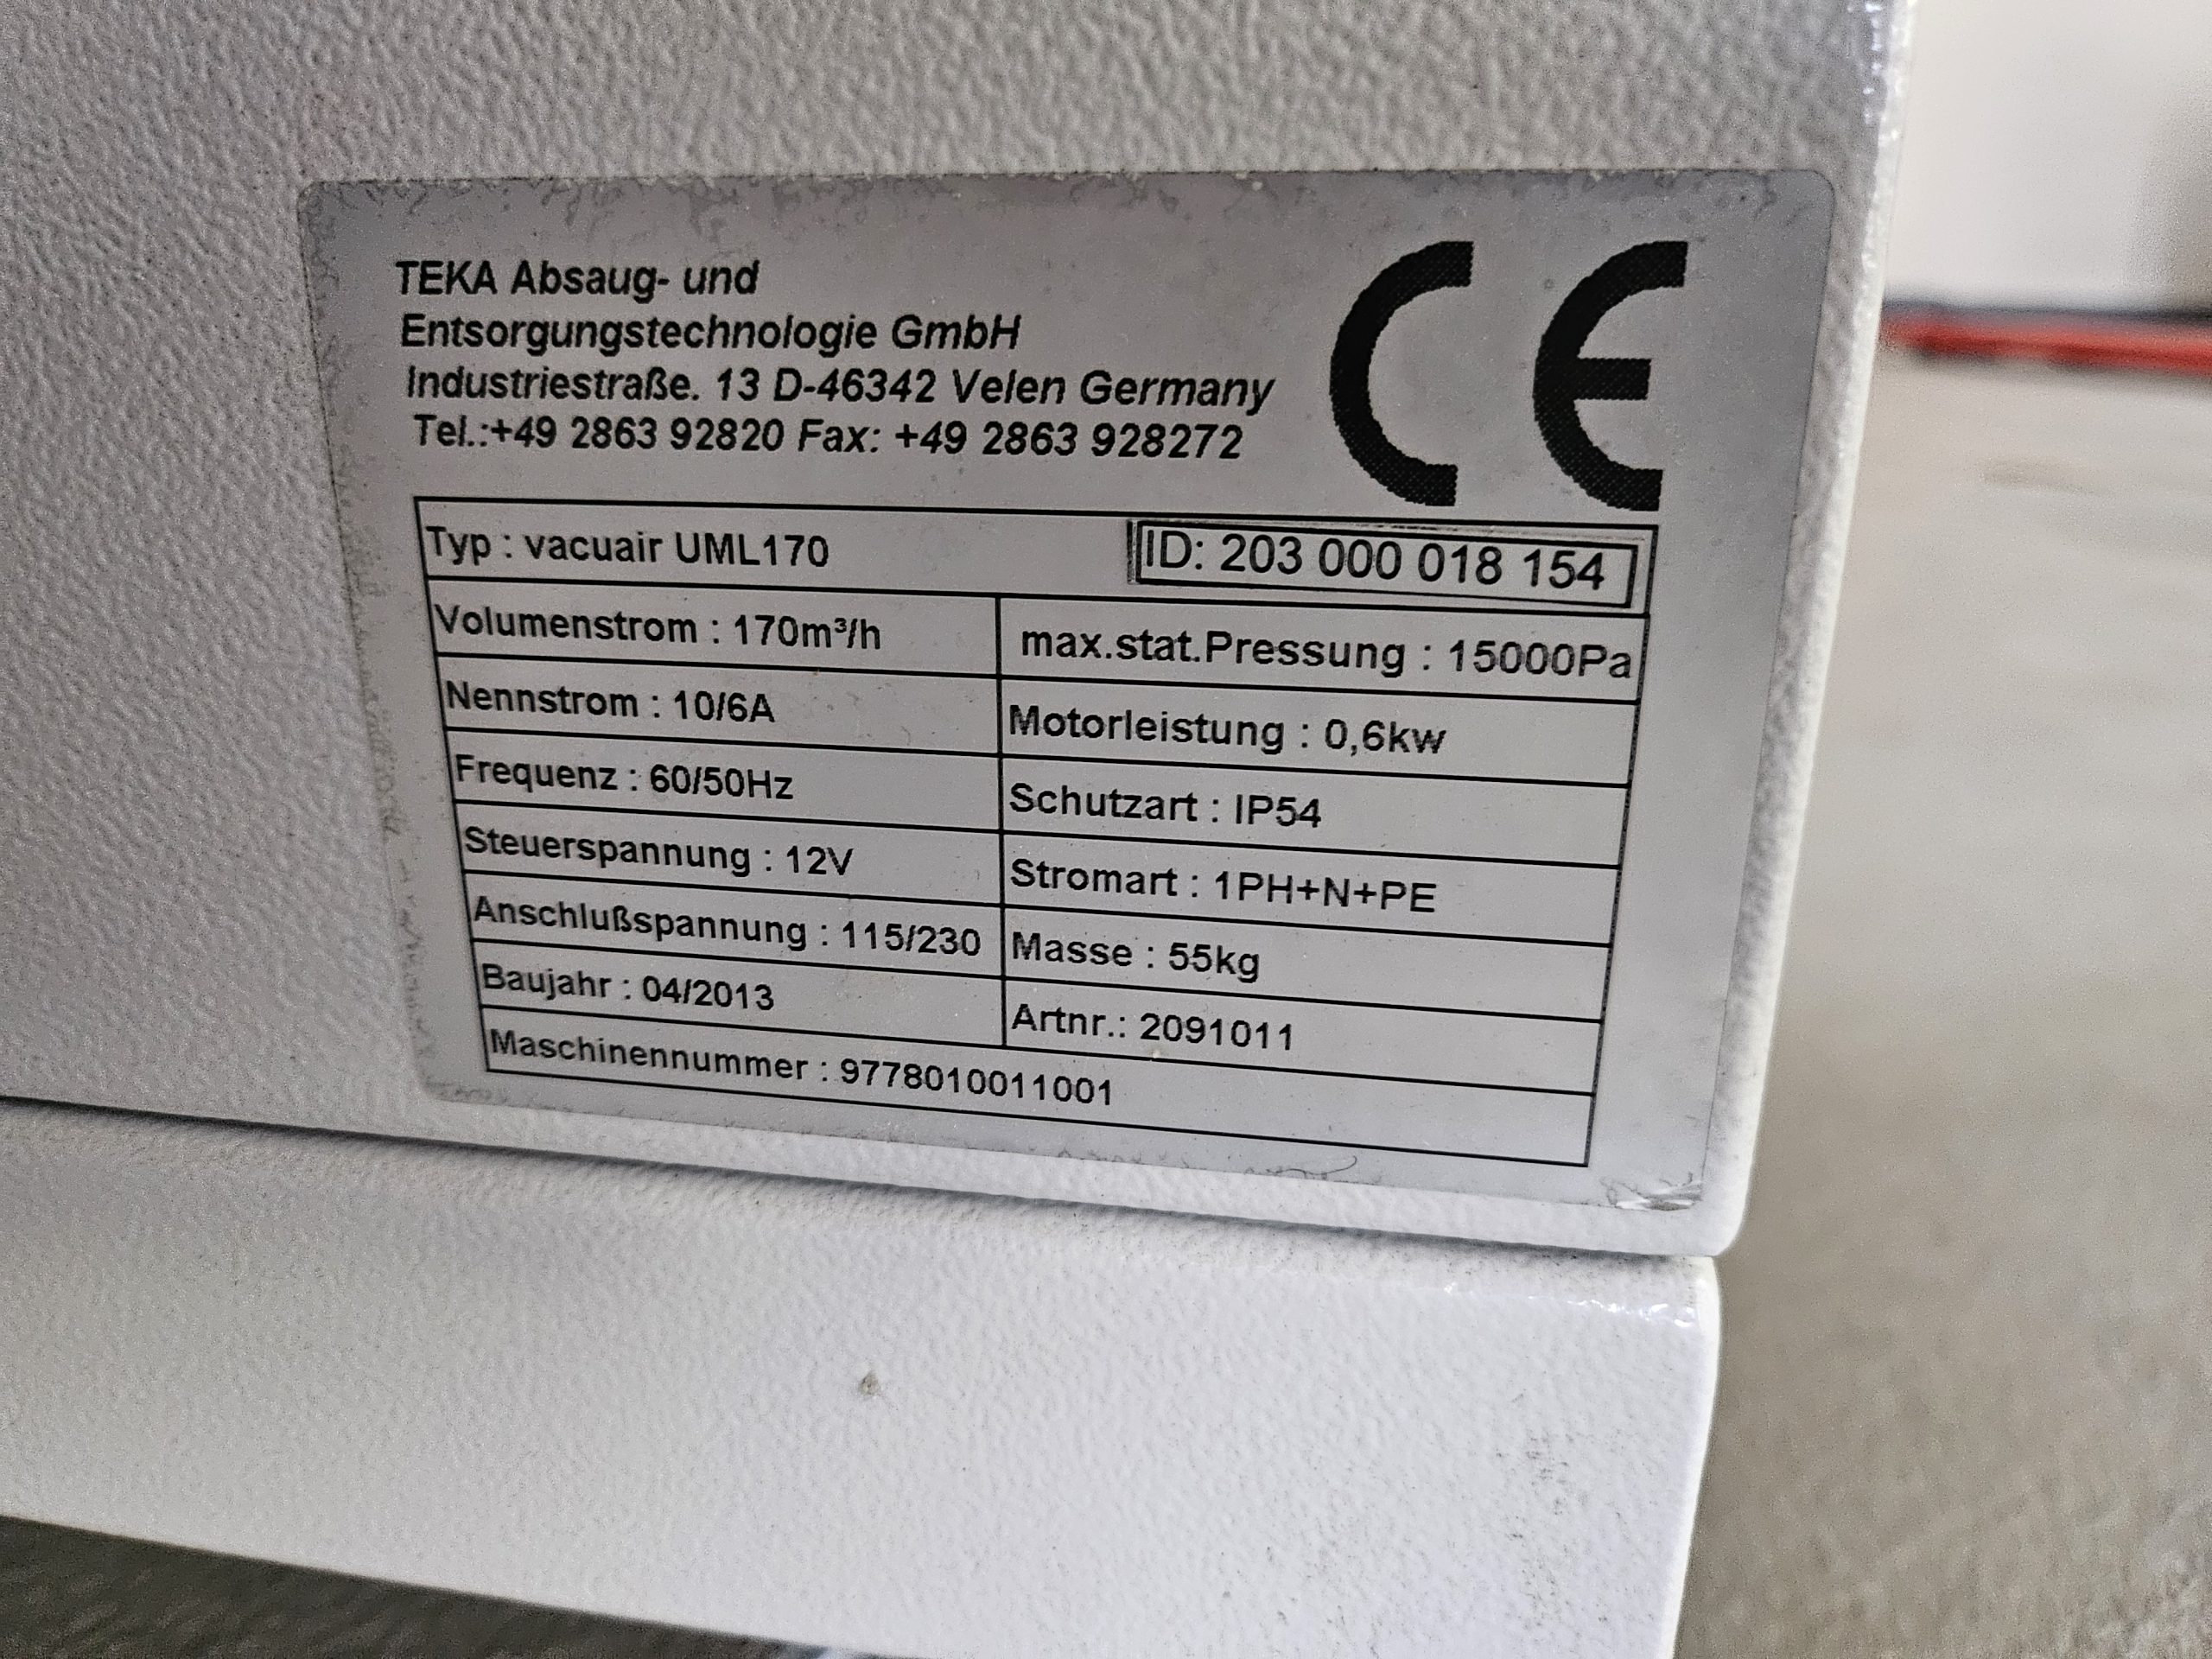 TEKA Absaug- und
Entsorgungstechnologie GmbH
Industriestraße. 13 D-46342 Velen Germany
Tel.:+49 2863 92820 Fax: +49 2863 928272
CE
Typ : vacuair UML170
ID: 203 000 018 154
Volumenstrom : 170m³/h
max.stat.Pressung : 15000Pa
Nennstrom : 10/6A
Motorleistung : 0,6kw
Frequenz : 60/50Hz
Schutzart : IP54
Steuerspannung : 12V
Stromart : 1PH+N+PE
Anschlußspannung : 115/230
Masse : 55kg
Baujahr : 04/2013
Artnr.: 2091011
Maschinennummer : 9778010011001